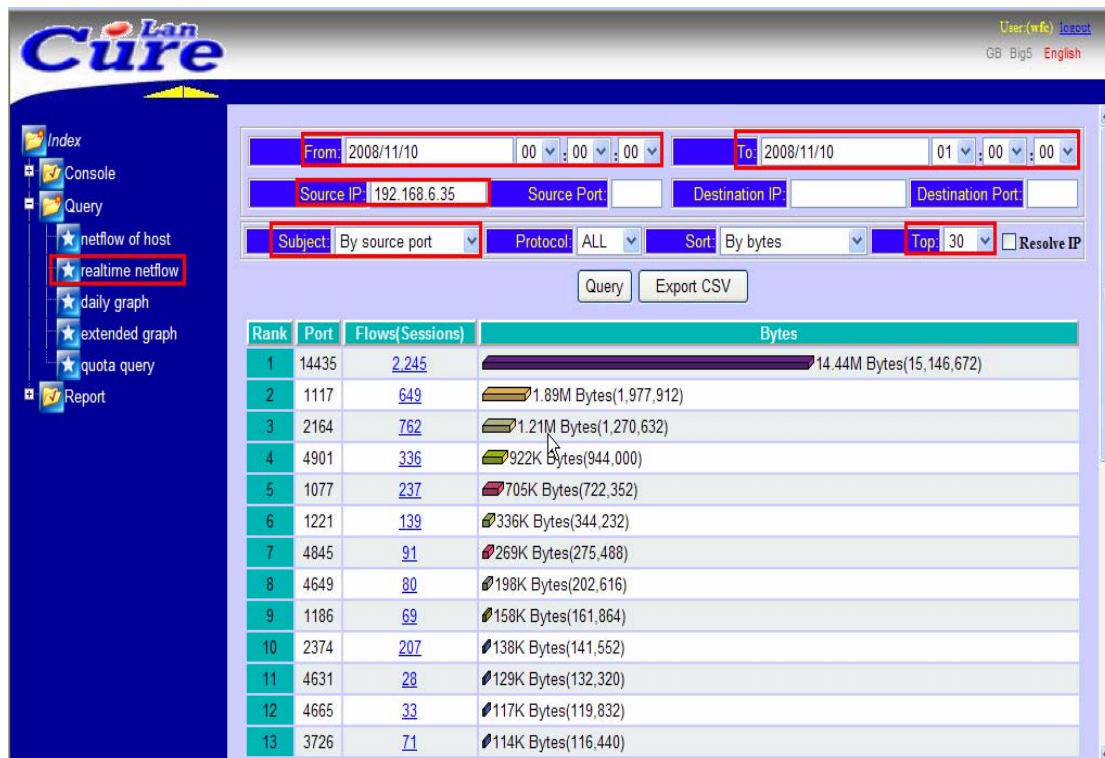 Lan
Cure
User:(wfc) logout
GB Big5 English
Index
Console
Query
netflow of host
realtime netflow
daily graph
extended graph
quota query
Report
From: 2008/11/10 00 : 00 : 00 To: 2008/11/10 01 : 00 : 00
Source IP: 192.168.6.35 Source Port: Destination IP: Destination Port:
Subject: By source port Protocol: ALL Sort: By bytes Top: 30 Resolve IP
Query Export CSV
Rank Port Flows(Sessions) Bytes
1 14435 2,245 14.44M Bytes(15,146,672)
2 1117 649 1.89M Bytes(1,977,912)
3 2164 762 1.21M Bytes(1,270,632)
4 4901 336 922K Bytes(944,000)
5 1077 237 705K Bytes(722,352)
6 1221 139 336K Bytes(344,232)
7 4845 91 269K Bytes(275,488)
8 4649 80 198K Bytes(202,616)
9 1186 69 158K Bytes(161,864)
10 2374 207 138K Bytes(141,552)
11 4631 28 129K Bytes(132,320)
12 4665 33 117K Bytes(119,832)
13 3726 71 114K Bytes(116,440)